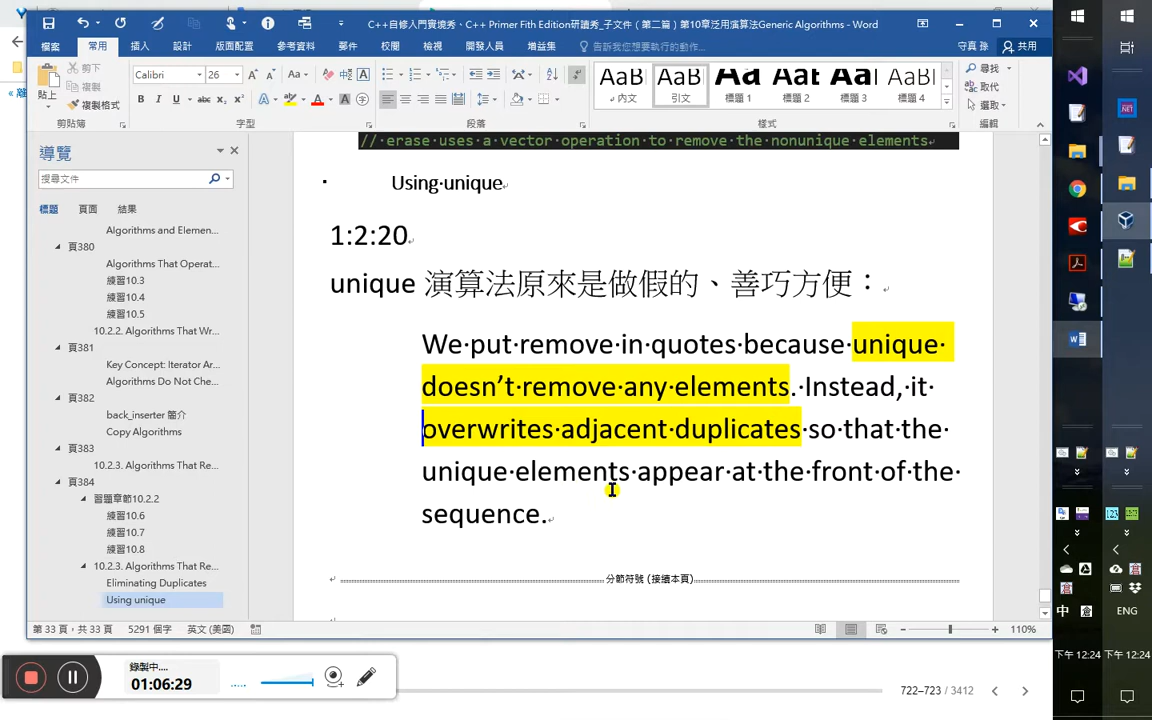 C++自修入門實境秀、C++ Primer Fith Edition研讀秀_子文件（第二篇）第10章泛用演算法Generic Algorithms - Word
檔案 常用 插入 設計 版面配置 參考資料 郵件 校閱 檢視 開發人員 增益集 告訴我您想要執行的動作... 守真 孫 共用
剪下
複製
複製格式
貼上
Calibri 26
AaBb AaBb AaBb AaB AaB AaBb
內文 引文 標題 1 標題 2 標題 3 標題 4
尋找
取代
選取
剪貼簿 字型 段落 樣式 編輯
導覽
搜尋文件
標題 頁面 結果
Algorithms and Elemen...
頁380
Algorithms That Operat...
練習10.3
練習10.4
練習10.5
10.2.2. Algorithms That Wr...
頁381
Key Concept: Iterator Ar...
Algorithms Do Not Che...
頁382
back_inserter 簡介
Copy Algorithms
頁383
10.2.3. Algorithms That Re...
頁384
習題章節10.2.2
練習10.6
練習10.7
練習10.8
10.2.3. Algorithms That Re...
Eliminating Duplicates
Using unique
// erase uses a vector operation to remove the nonunique elements
Using unique
1:2:20
unique 演算法原來是做假的、善巧方便：
We put remove in quotes because unique
doesn’t remove any elements. Instead, it
overwrites adjacent duplicates so that the
unique elements appear at the front of the
sequence.
分節符號 (接續本頁)
第 33 頁，共 33 頁 5291 個字 英文 (美國) 110%
錄製中....
01:06:29
722–723 / 3412
中
ENG
下午 12:24 下午 12:24